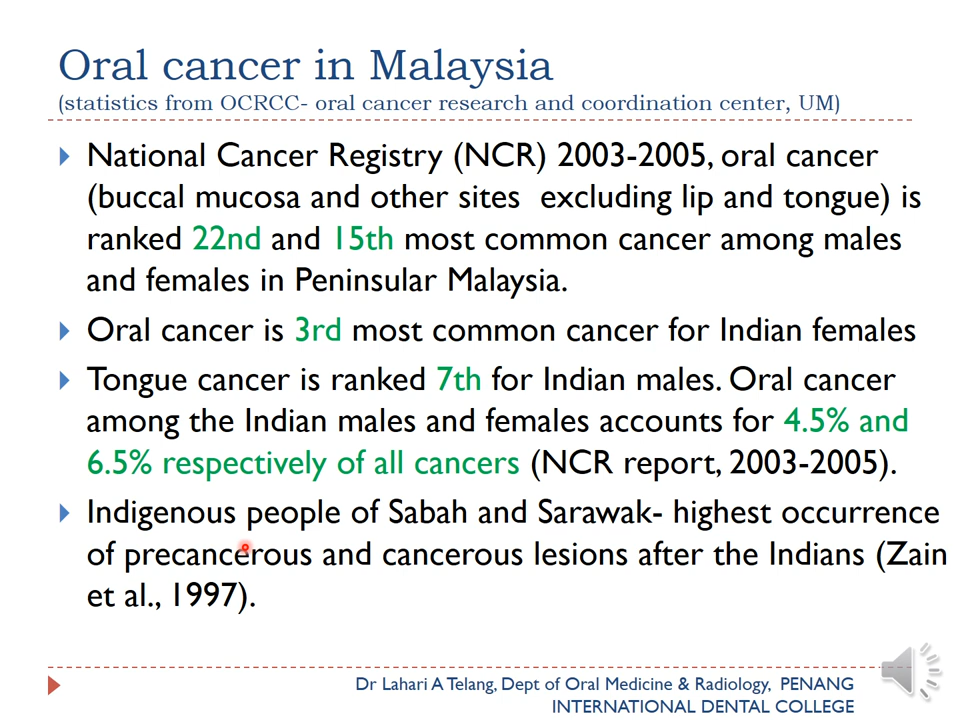 Oral cancer in Malaysia
(statistics from OCRCC- oral cancer research and coordination center, UM)
National Cancer Registry (NCR) 2003-2005, oral cancer
(buccal mucosa and other sites excluding lip and tongue) is
ranked 22nd and 15th most common cancer among males
and females in Peninsular Malaysia.
Oral cancer is 3rd most common cancer for Indian females
Tongue cancer is ranked 7th for Indian males. Oral cancer
among the Indian males and females accounts for 4.5% and
6.5% respectively of all cancers (NCR report, 2003-2005).
Indigenous people of Sabah and Sarawak- highest occurrence
of precancerous and cancerous lesions after the Indians (Zain
et al., 1997).
Dr Lahari A Telang, Dept of Oral Medicine & Radiology, PENANG
INTERNATIONAL DENTAL COLLEGE